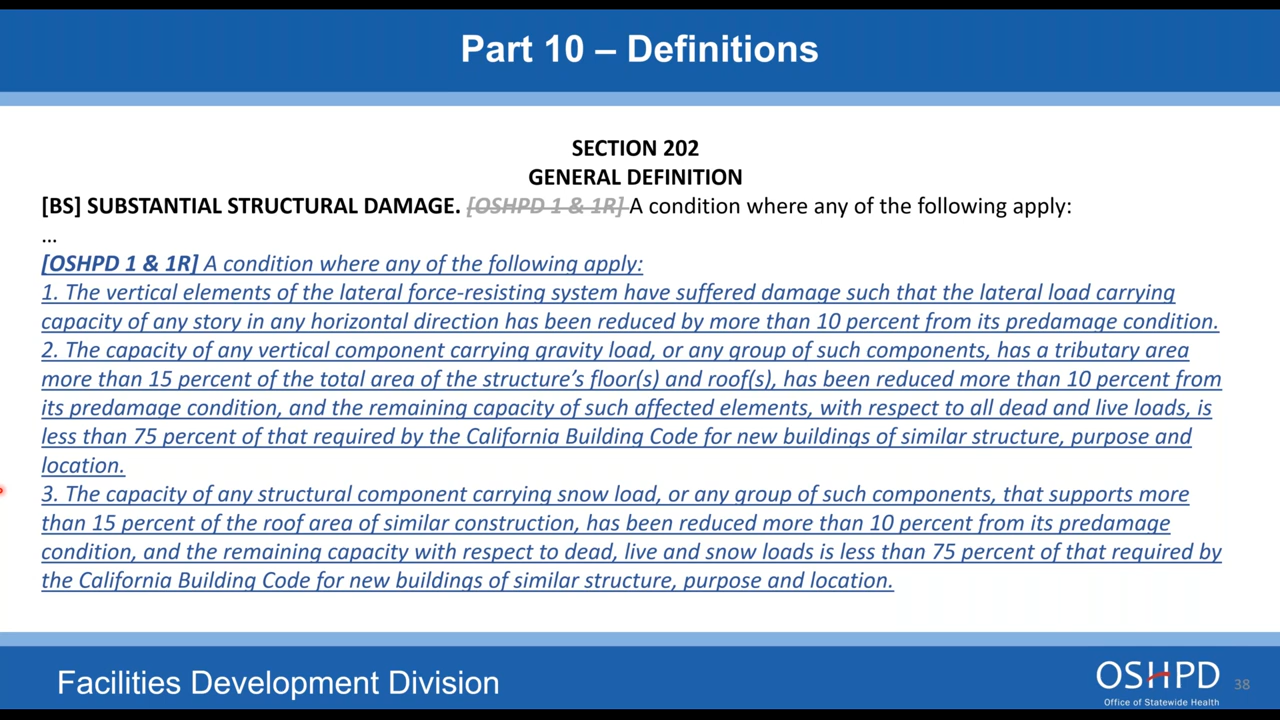 Part 10 – Definitions
SECTION 202
GENERAL DEFINITION
[BS] SUBSTANTIAL STRUCTURAL DAMAGE. [OSHPD 1 & 1R] A condition where any of the following apply:
...
[OSHPD 1 & 1R] A condition where any of the following apply:
1. The vertical elements of the lateral force-resisting system have suffered damage such that the lateral load carrying
capacity of any story in any horizontal direction has been reduced by more than 10 percent from its predamage condition.
2. The capacity of any vertical component carrying gravity load, or any group of such components, has a tributary area
more than 15 percent of the total area of the structure’s floor(s) and roof(s), has been reduced more than 10 percent from
its predamage condition, and the remaining capacity of such affected elements, with respect to all dead and live loads, is
less than 75 percent of that required by the California Building Code for new buildings of similar structure, purpose and
location.
3. The capacity of any structural component carrying snow load, or any group of such components, that supports more
than 15 percent of the roof area of similar construction, has been reduced more than 10 percent from its predamage
condition, and the remaining capacity with respect to dead, live and snow loads is less than 75 percent of that required by
the California Building Code for new buildings of similar structure, purpose and location.
Facilities Development Division
OSHPD
Office of Statewide Health
38